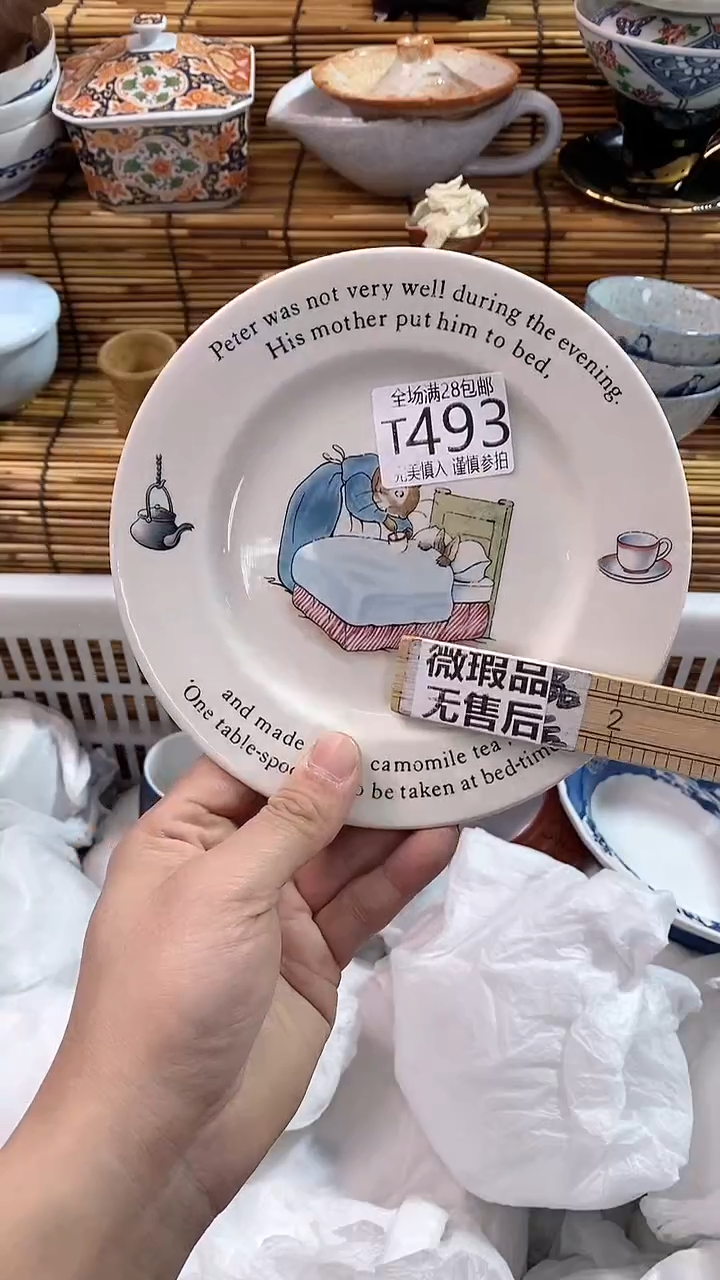 Peter was not very well! during the evening.
His mother put him to bed,
全场满28包邮
T493
完美慎入 谨慎参拍
微瑕品
无售后
2
and made camomile tea,
'One table-spoo o be taken at bed-time